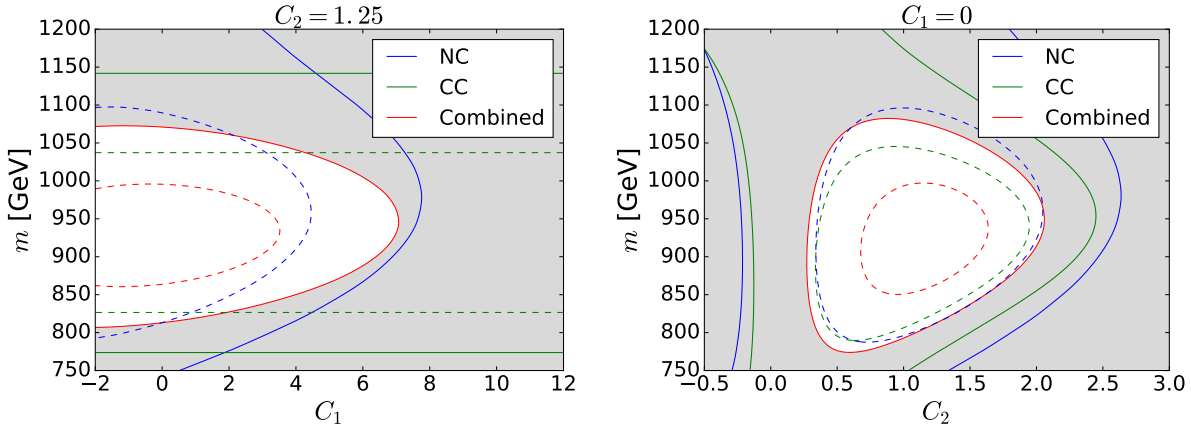 C₂ = 1.25
1200
1150
1100
1050
1000
950
900
850
800
750
m [GeV]
NC
CC
Combined
−2 0 2 4 6 8 10 12
C₁
C₁ = 0
1200
1150
1100
1050
1000
950
900
850
800
750
m [GeV]
NC
CC
Combined
−0.5 0.0 0.5 1.0 1.5 2.0 2.5 3.0
C₂